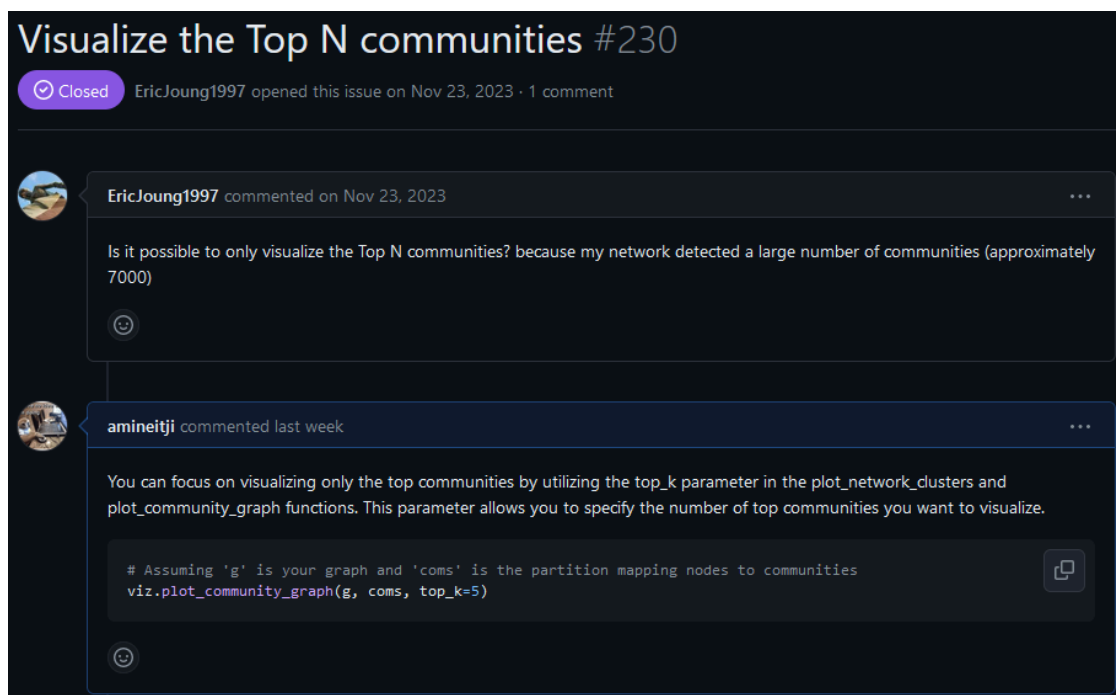 Visualize the Top N communities #230
Closed EricJoung1997 opened this issue on Nov 23, 2023 · 1 comment
EricJoung1997 commented on Nov 23, 2023
Is it possible to only visualize the Top N communities? because my network detected a large number of communities (approximately
7000)
amineitji commented last week
You can focus on visualizing only the top communities by utilizing the top_k parameter in the plot_network_clusters and
plot_community_graph functions. This parameter allows you to specify the number of top communities you want to visualize.
# Assuming 'g' is your graph and 'coms' is the partition mapping nodes to communities
viz.plot_community_graph(g, coms, top_k=5)